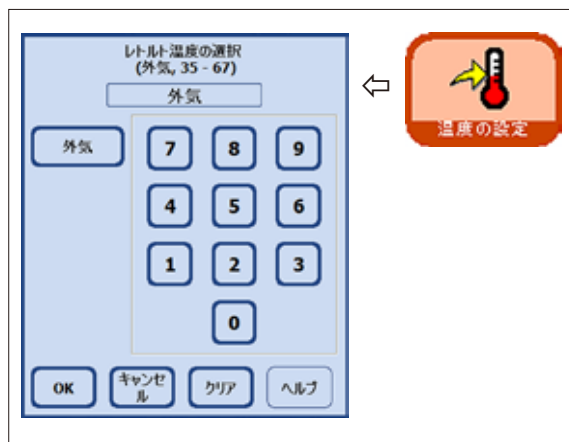 レトルト温度の選択
(外気, 35 - 67)
外気
外気
7 8 9
4 5 6
1 2 3
0
OK
キャンセ
ル
クリア
ヘルプ
温度の設定